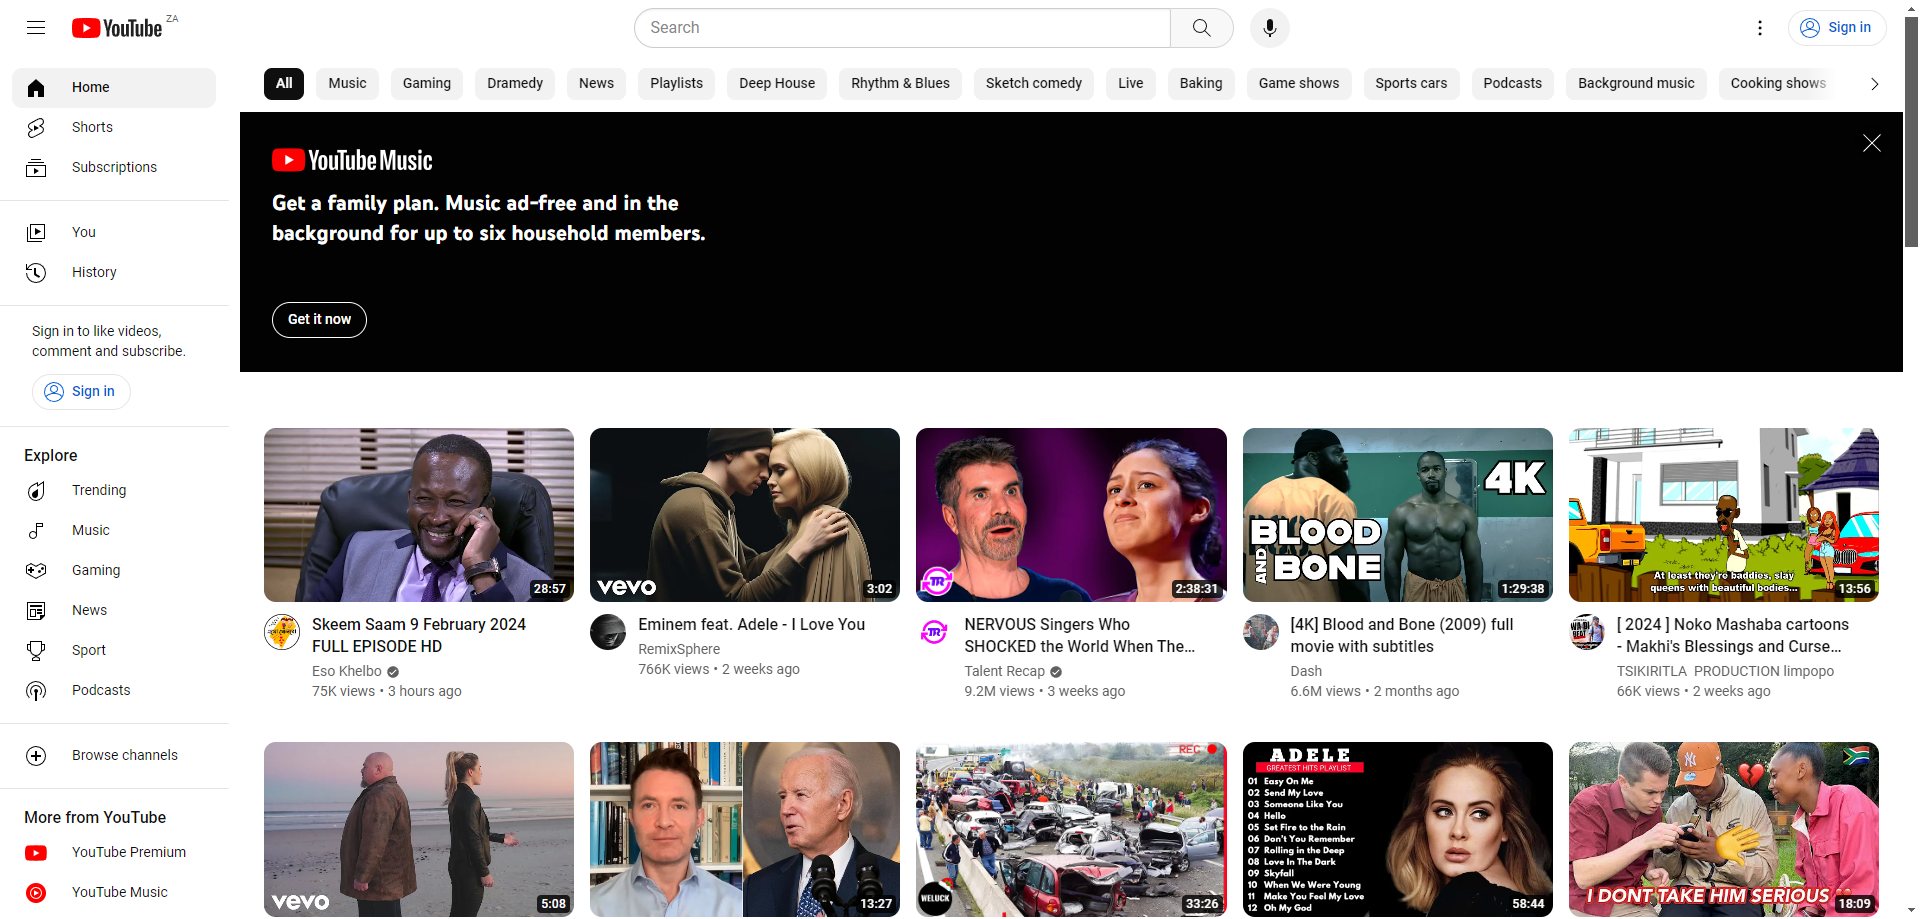 YouTube ZA
Search
Sign in
Home
Shorts
Subscriptions
You
History
Sign in to like videos,
comment and subscribe.
Sign in
Explore
Trending
Music
Gaming
News
Sport
Podcasts
Browse channels
More from YouTube
YouTube Premium
YouTube Music
All Music Gaming Dramedy News Playlists Deep House Rhythm & Blues Sketch comedy Live Baking Game shows Sports cars Podcasts Background music Cooking shows
YouTube Music
Get a family plan. Music ad-free and in the
background for up to six household members.
Get it now
28:57
Skeem Saam 9 February 2024
FULL EPISODE HD
Eso Khelbo
75K views • 3 hours ago
vevo
3:02
Eminem feat. Adele - I Love You
RemixSphere
766K views • 2 weeks ago
TR
2:38:31
TR
NERVOUS Singers Who
SHOCKED the World When The...
Talent Recap
9.2M views • 3 weeks ago
4K
BLOOD
AND
BONE
1:29:38
[4K] Blood and Bone (2009) full
movie with subtitles
Dash
6.6M views • 2 months ago
At least they're baddies, slay
queens with beautiful bodies...
13:56
[ 2024 ] Noko Mashaba cartoons
- Makhi's Blessings and Curse...
TSIKIRITLA PRODUCTION limpopo
66K views • 2 weeks ago
vevo
5:08
13:27
REC
WELUCK
33:26
ADELE
GREATEST HITS PLAYLIST
01 Easy On Me
02 Send My Love
03 Someone Like You
04 Hello
05 Set Fire to the Rain
06 Don't You Remember
07 Rolling in the Deep
08 Love In The Dark
09 Skyfall
10 When We Were Young
11 Make You Feel My Love
12 Oh My God
58:44
I DONT TAKE HIM SERIOUS
18:09